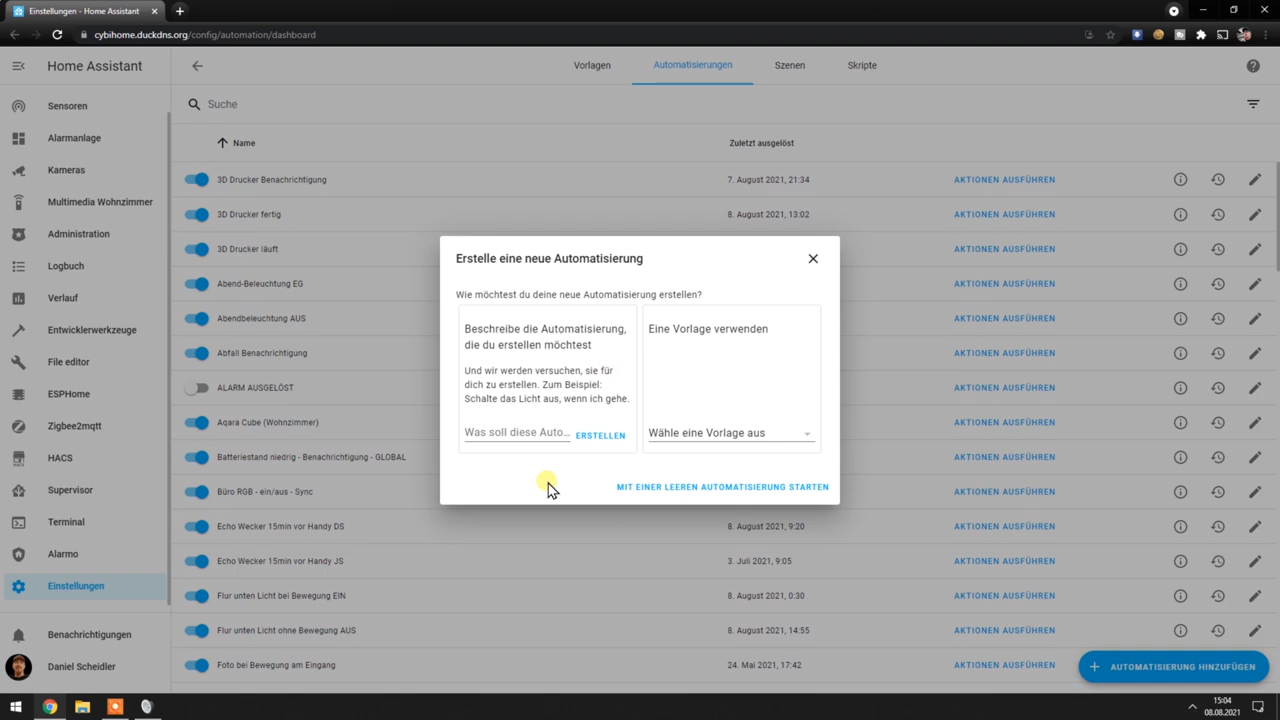 Einstellungen - Home Assistant
cybihome.duckdns.org/config/automation/dashboard
Home Assistant
Vorlagen
Automatisierungen
Szenen
Skripte
Sensoren
Alarmanlage
Kameras
Multimedia Wohnzimmer
Administration
Logbuch
Verlauf
Entwicklerwerkzeuge
File editor
ESPHome
Zigbee2mqtt
HACS
Supervisor
Terminal
Alarmo
Einstellungen
Benachrichtigungen
Daniel Scheidler
Suche
Name
Zuletzt ausgelöst
3D Drucker Benachrichtigung
7. August 2021, 21:34
AKTIONEN AUSFÜHREN
3D Drucker fertig
8. August 2021, 13:02
AKTIONEN AUSFÜHREN
3D Drucker läuft
AKTIONEN AUSFÜHREN
Abend-Beleuchtung EG
AKTIONEN AUSFÜHREN
Abendbeleuchtung AUS
AKTIONEN AUSFÜHREN
Abfall Benachrichtigung
AKTIONEN AUSFÜHREN
ALARM AUSGELÖST
AKTIONEN AUSFÜHREN
Aqara Cube (Wohnzimmer)
AKTIONEN AUSFÜHREN
Batteriestand niedrig - Benachrichtigung - GLOBAL
AKTIONEN AUSFÜHREN
Büro RGB - ein/aus - Sync
AKTIONEN AUSFÜHREN
Echo Wecker 15min vor Handy DS
8. August 2021, 9:20
AKTIONEN AUSFÜHREN
Echo Wecker 15min vor Handy JS
3. Juli 2021, 9:05
AKTIONEN AUSFÜHREN
Flur unten Licht bei Bewegung EIN
8. August 2021, 0:30
AKTIONEN AUSFÜHREN
Flur unten Licht ohne Bewegung AUS
8. August 2021, 14:55
AKTIONEN AUSFÜHREN
Foto bei Bewegung am Eingang
24. Mai 2021, 17:42
AKTIONEN AUSFÜHREN
Erstelle eine neue Automatisierung
Wie möchtest du deine neue Automatisierung erstellen?
Beschreibe die Automatisierung,
die du erstellen möchtest
Und wir werden versuchen, sie für
dich zu erstellen. Zum Beispiel:
Schalte das Licht aus, wenn ich gehe.
Was soll diese Auto...
ERSTELLEN
Eine Vorlage verwenden
Wähle eine Vorlage aus
MIT EINER LEEREN AUTOMATISIERUNG STARTEN
AUTOMATISIERUNG HINZUFÜGEN
15:04
08.08.2021